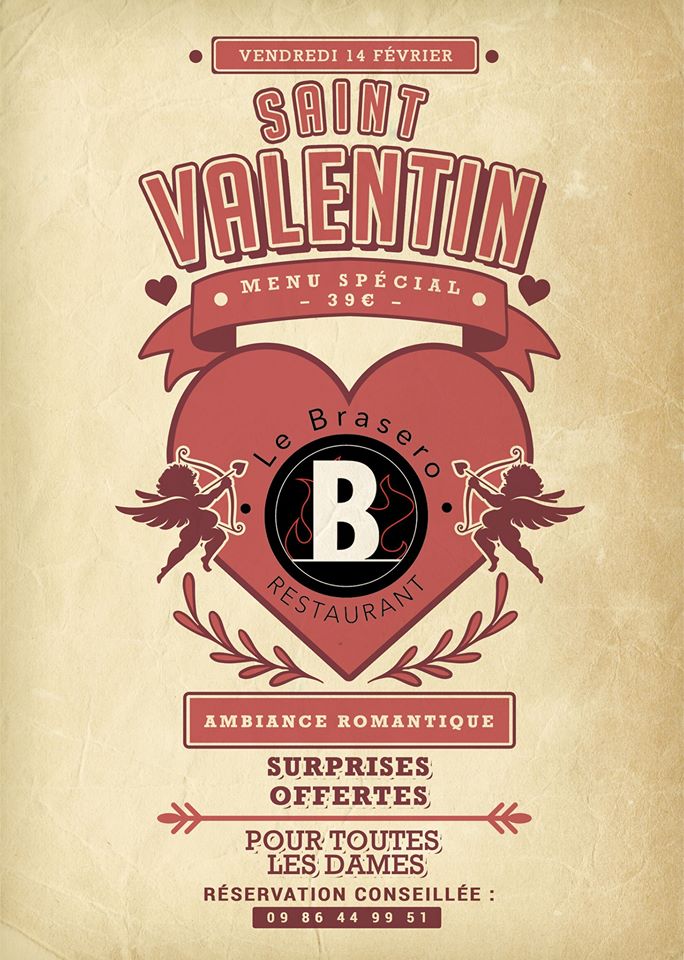 VENDREDI 14 FÉVRIER
SAINT
VALENTIN
MENU SPÉCIAL
– 39€ –
Le Brasero
B
RESTAURANT
AMBIANCE ROMANTIQUE
SURPRISES
OFFERTES
POUR TOUTES
LES DAMES
RÉSERVATION CONSEILLÉE :
09 86 44 99 51